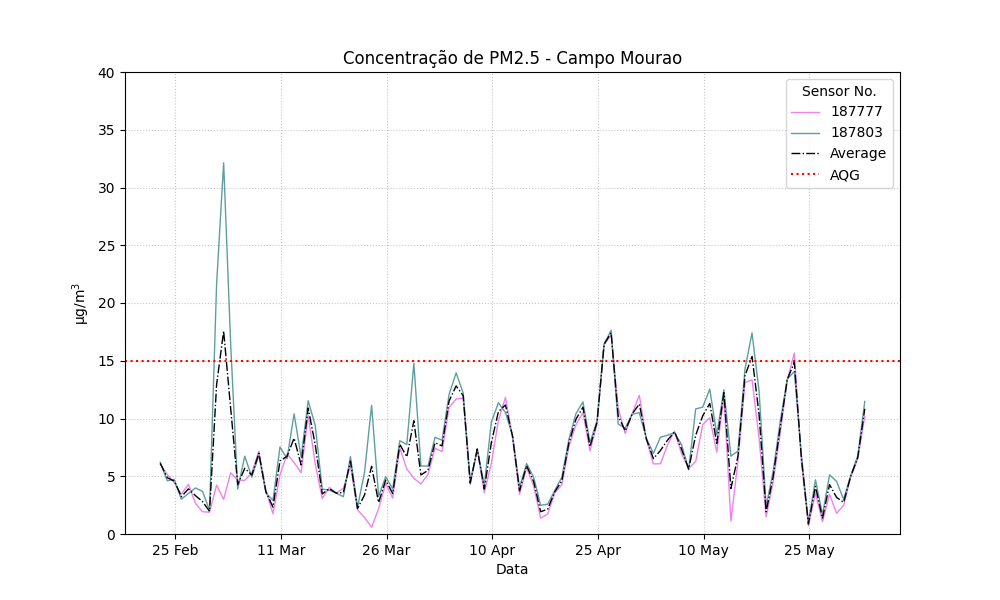 Concentração de PM2.5 - Campo Mourao
40
35
30
25
20
15
10
5
0
µg/m³
Sensor No.
187777
187803
Average
AQG
25 Feb
11 Mar
26 Mar
10 Apr
25 Apr
10 May
25 May
Data